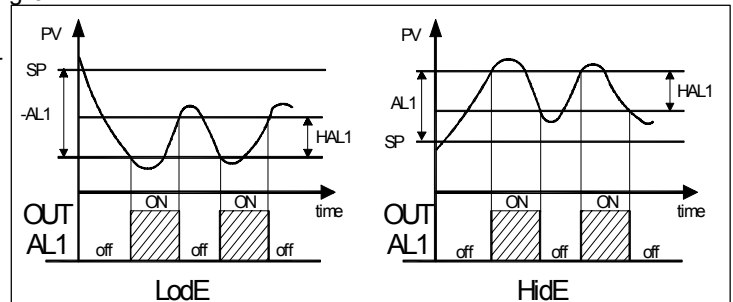 PV
SP
-AL1
HAL1
time
OUT
AL1
off
ON
off
ON
off
LodE
PV
AL1
HAL1
SP
time
OUT
AL1
off
ON
off
ON
off
HidE